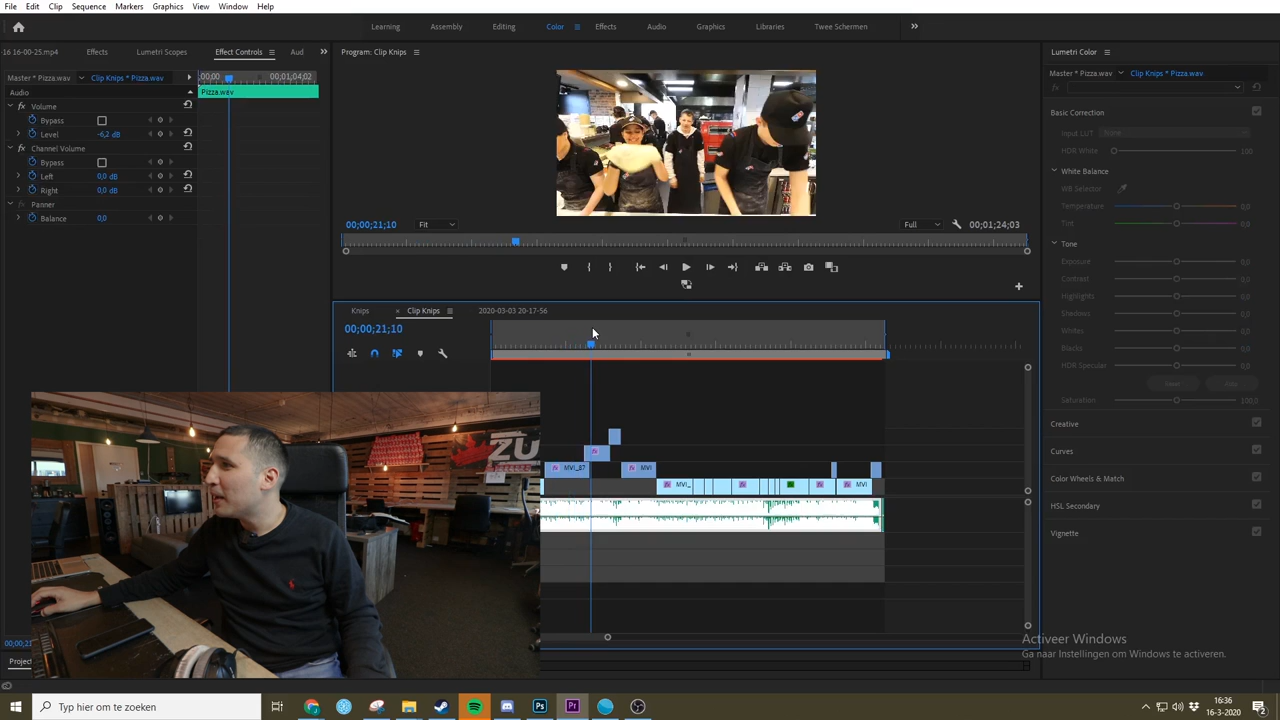 File Edit Clip Sequence Markers Graphics View Window Help
Learning Assembly Editing Color Effects Audio Graphics Libraries Twee Schermen
16 16-00-25.mp4 Effects Lumetri Scopes Effect Controls Aud
Program: Clip Knips
Lumetri Color
Master * Pizza.wav Clip Knips * Pizza.wav
;00;00 00;01;04;02
Audio
Pizza.wav
Volume
Bypass
Level -6,2 dB
Channel Volume
Bypass
Left 0,0 dB
Right 0,0 dB
Panner
Balance 0,0
00;00;21;10 Fit Full 00;01;24;03
Knips Clip Knips 2020-03-03 20-17-56
00;00;21;10
MVI_87
MVI
MVI_
MVI
ZU
Master * Pizza.wav Clip Knips * Pizza.wav
Basic Correction
Input LUT None
HDR White 100
White Balance
WB Selector
Temperature 0,0
Tint 0,0
Tone
Exposure 0,0
Contrast 0,0
Highlights 0,0
Shadows 0,0
Whites 0,0
Blacks 0,0
HDR Specular 0,0
Reset Auto
Saturation 100,0
Creative
Curves
Color Wheels & Match
HSL Secondary
Vignette
00;00;21
Projec
Activeer Windows
Ga naar Instellingen om Windows te activeren.
Typ hier om te zoeken
16:36
16-3-2020
2